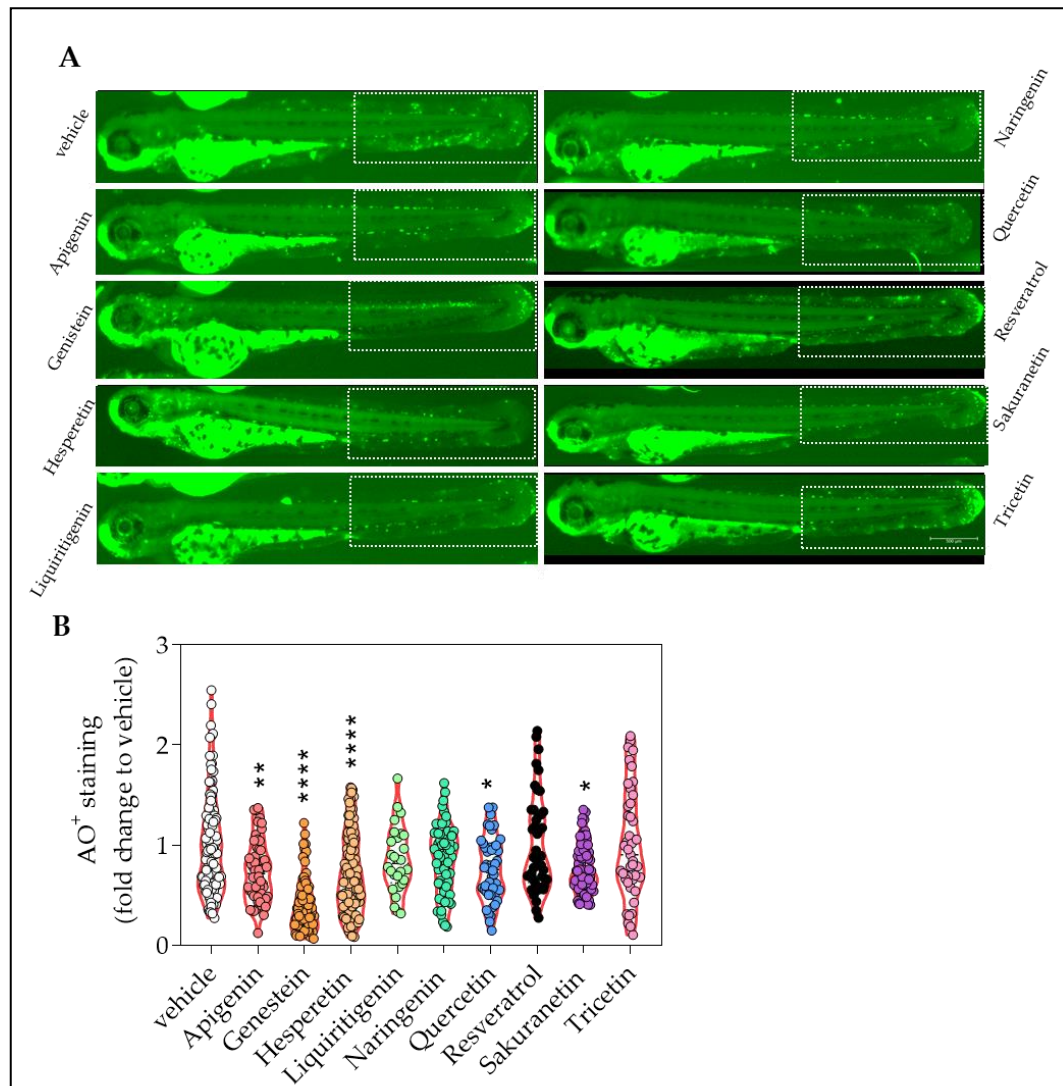 A
vehicle
Apigenin
Genistein
Hesperetin
Liquiritigenin
Naringenin
Quercetin
Resveratrol
Sakuranetin
Tricetin
B
AO+ staining
(fold change to vehicle)
3
2
1
0
**
****
****
*
*
vehicle
Apigenin
Genestein
Hesperetin
Liquiritigenin
Naringenin
Quercetin
Resveratrol
Sakuranetin
Tricetin